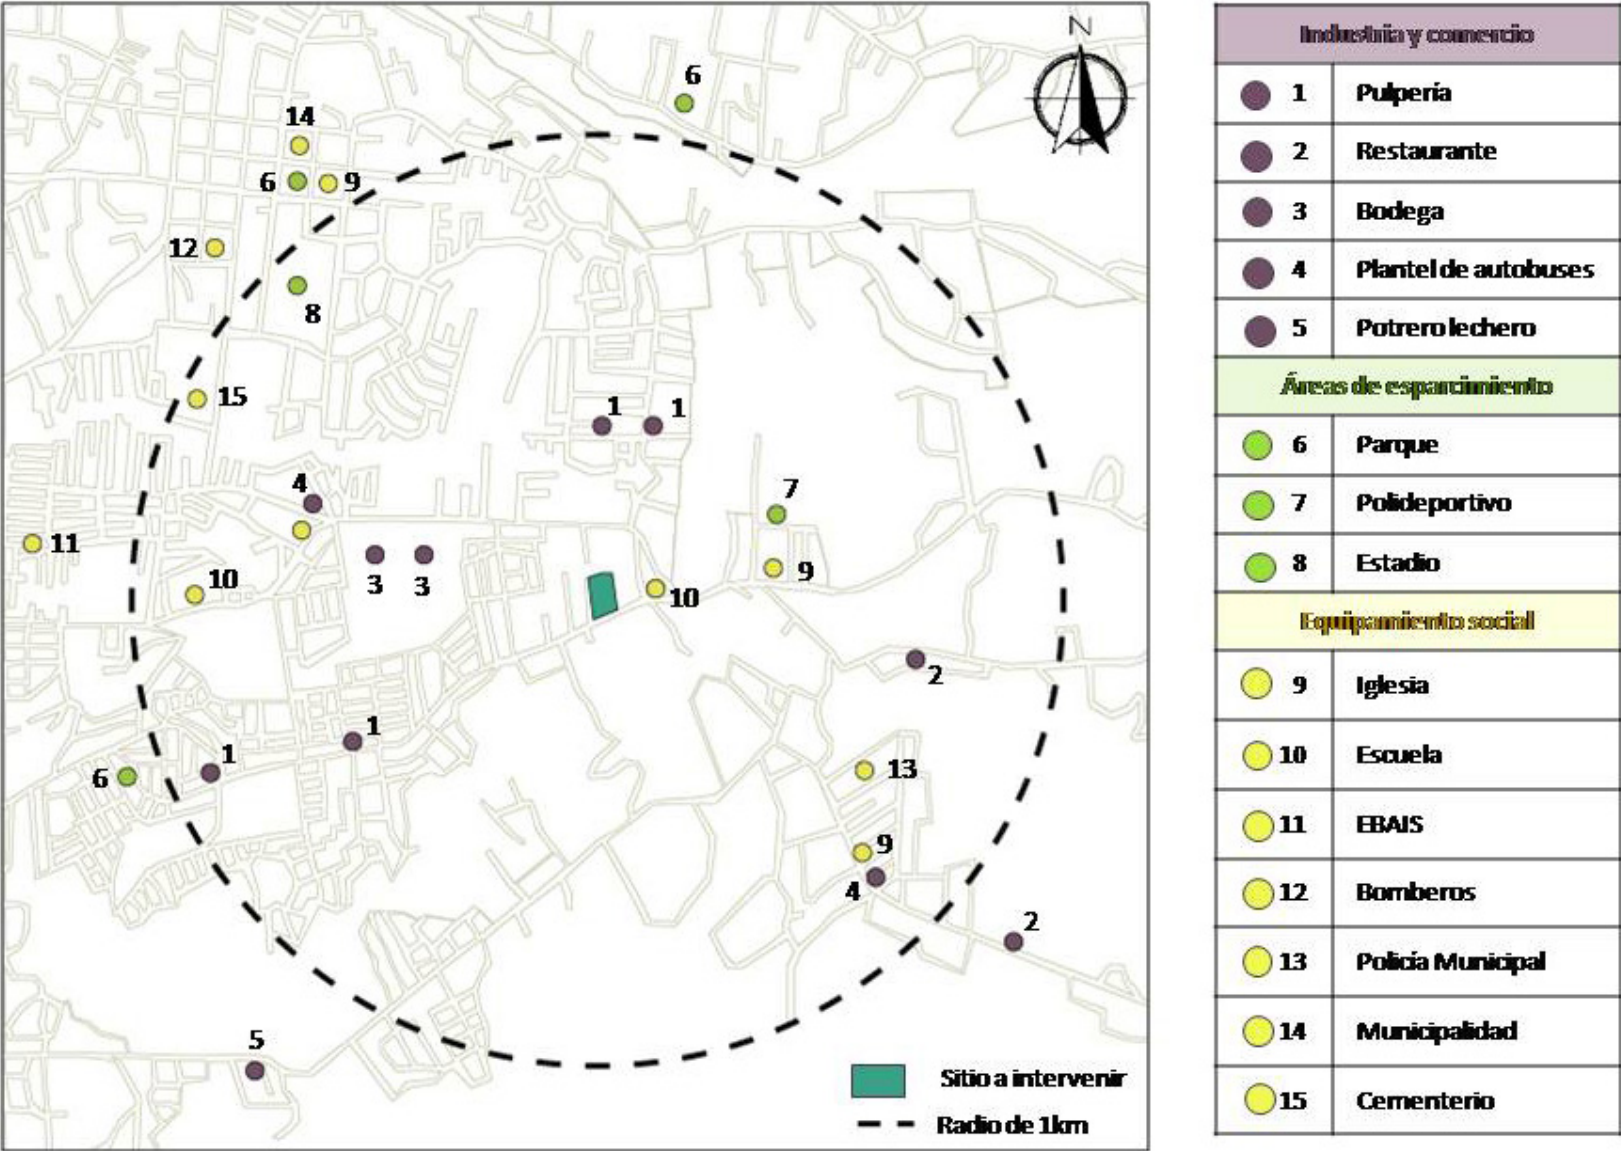 N
6
14
6
9
12
8
15
1
1
4
7
11
3
3
10
9
10
2
1
1
6
13
9
4
2
5
Sitio a intervenir
Radio de 1km
Industria y comercio
1 Pulpería
2 Restaurante
3 Bodega
4 Plantel de autobuses
5 Potrero lechero
Áreas de esparcimiento
6 Parque
7 Polideportivo
8 Estadio
Equipamiento social
9 Iglesia
10 Escuela
11 EBAIS
12 Bomberos
13 Policía Municipal
14 Municipalidad
15 Cementerio